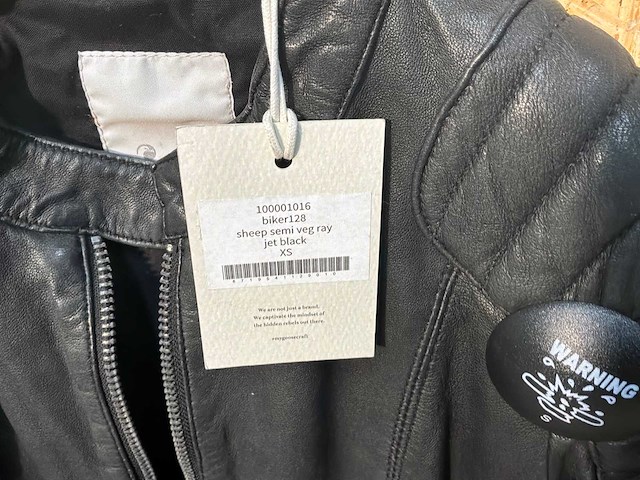 100001016
biker128
sheep semi veg ray
jet black
XS
We are not just a brand.
We captivate the mindset of
the hidden rebels out there.
WARNING